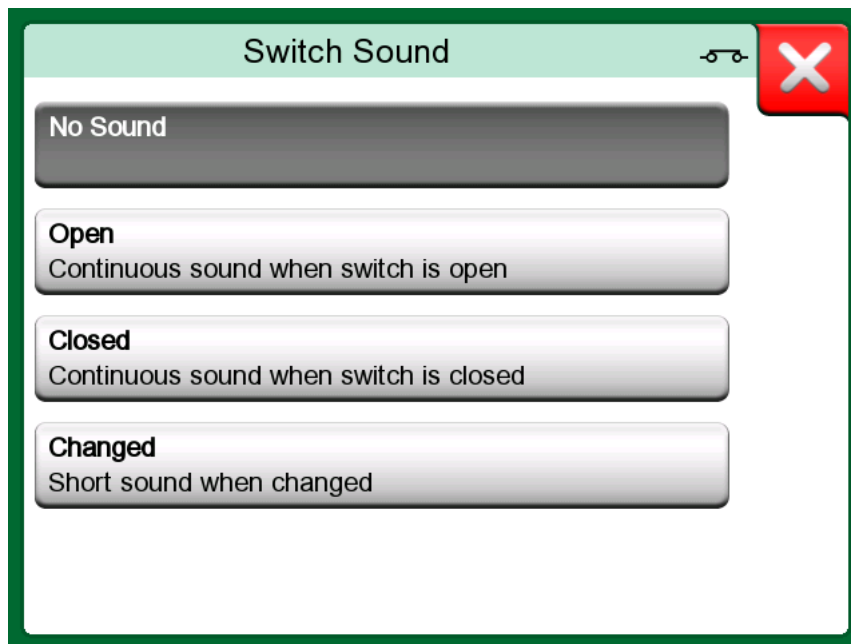 Switch Sound
No Sound
Open
Continuous sound when switch is open
Closed
Continuous sound when switch is closed
Changed
Short sound when changed